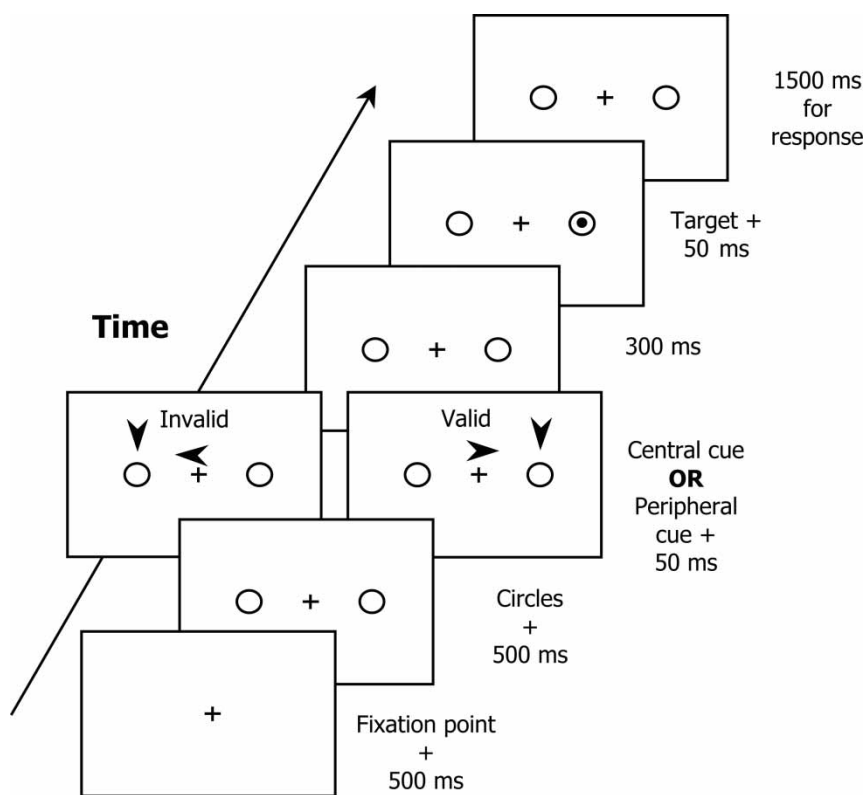 1500 ms
for
response
Target +
50 ms
Time
300 ms
Invalid
Valid
Central cue
OR
Peripheral
cue +
50 ms
Circles
+
500 ms
Fixation point
+
500 ms